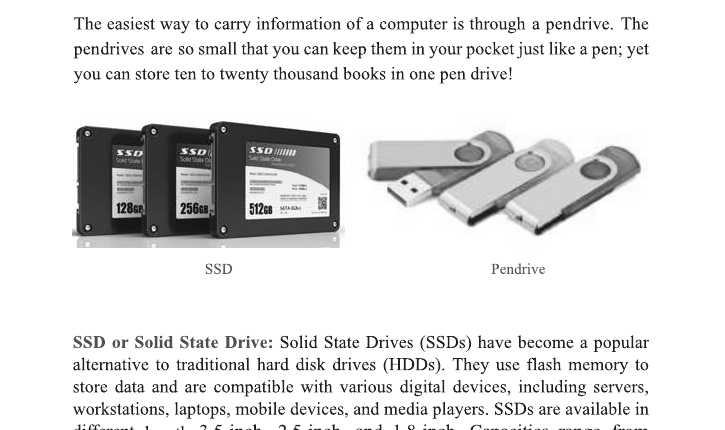 The easiest way to carry information of a computer is through a pendrive. The
pendrives are so small that you can keep them in your pocket just like a pen; yet
you can store ten to twenty thousand books in one pen drive!
SSD
Solid State
128GB
SSD
Solid State Dr
256GB
SSD
Solid State Drive
512GB
SSD
Pendrive
SSD or Solid State Drive: Solid State Drives (SSDs) have become a popular
alternative to traditional hard disk drives (HDDs). They use flash memory to
store data and are compatible with various digital devices, including servers,
workstations, laptops, mobile devices, and media players. SSDs are available in